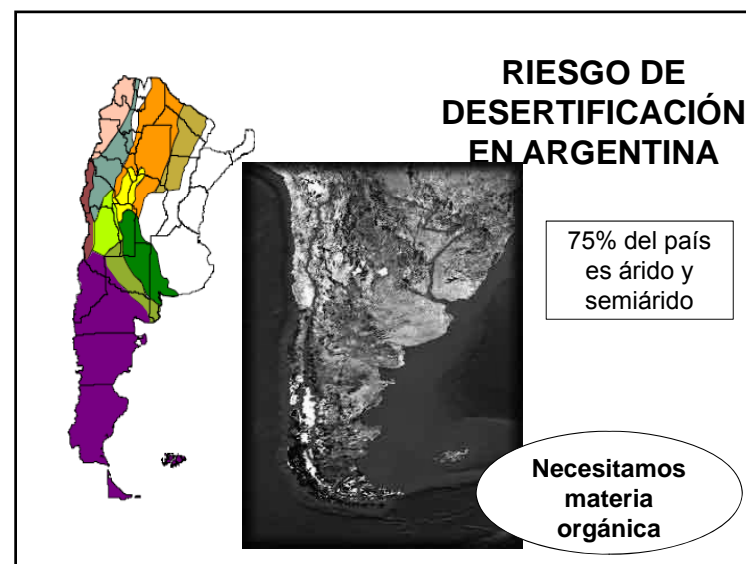 RIESGO DE
DESERTIFICACIÓN
EN ARGENTINA
75% del país
es árido y
semiárido
Necesitamos
materia
orgánica